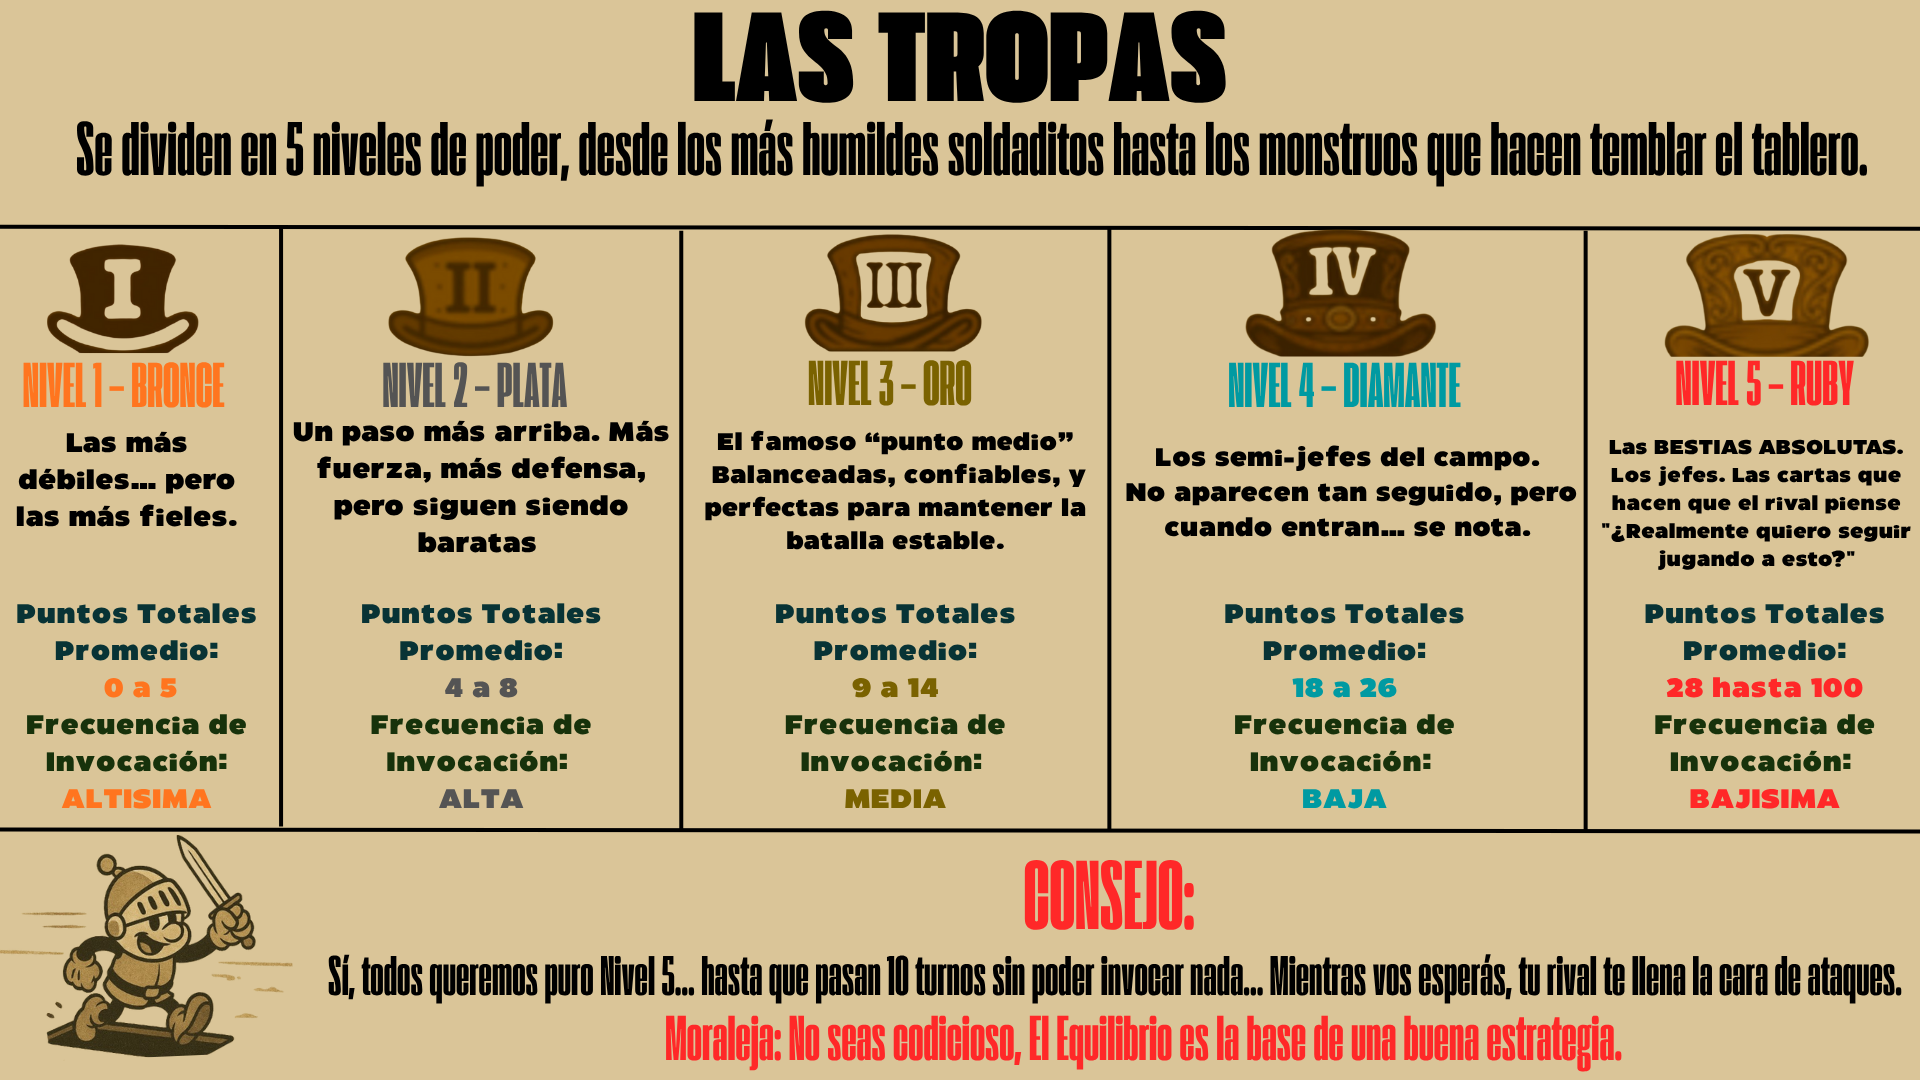 LAS TROPAS
Se dividen en 5 niveles de poder, desde los más humildes soldaditos hasta los monstruos que hacen temblar el tablero.
I
NIVEL 1 – BRONCE
Las más
débiles... pero
las más fieles.
Puntos Totales
Promedio:
0 a 5
Frecuencia de
Invocación:
ALTISIMA
II
NIVEL 2 – PLATA
Un paso más arriba. Más
fuerza, más defensa,
pero siguen siendo
baratas
Puntos Totales
Promedio:
4 a 8
Frecuencia de
Invocación:
ALTA
III
NIVEL 3 – ORO
El famoso “punto medio”
Balanceadas, confiables, y
perfectas para mantener la
batalla estable.
Puntos Totales
Promedio:
9 a 14
Frecuencia de
Invocación:
MEDIA
IV
NIVEL 4 – DIAMANTE
Los semi-jefes del campo.
No aparecen tan seguido, pero
cuando entran... se nota.
Puntos Totales
Promedio:
18 a 26
Frecuencia de
Invocación:
BAJA
V
NIVEL 5 – RUBY
Las BESTIAS ABSOLUTAS.
Los jefes. Las cartas que
hacen que el rival piense
"¿Realmente quiero seguir
jugando a esto?"
Puntos Totales
Promedio:
28 hasta 100
Frecuencia de
Invocación:
BAJISIMA
CONSEJO:
Sí, todos queremos puro Nivel 5... hasta que pasan 10 turnos sin poder invocar nada... Mientras vos esperás, tu rival te llena la cara de ataques.
Moraleja: No seas codicioso, El Equilibrio es la base de una buena estrategia.